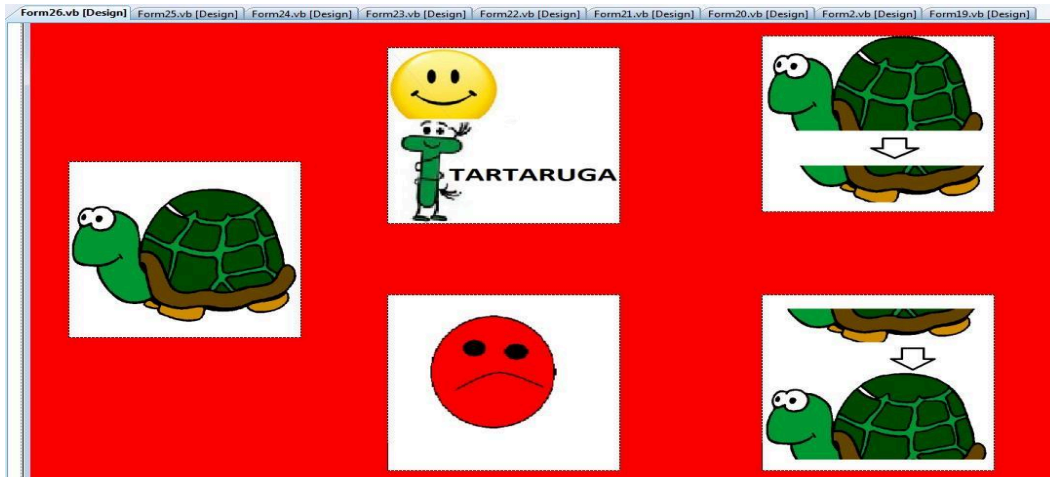 Form26.vb [Design] Form25.vb [Design] Form24.vb [Design] Form23.vb [Design] Form22.vb [Design] Form21.vb [Design] Form20.vb [Design] Form2.vb [Design] Form19.vb [Design]
TARTARUGA